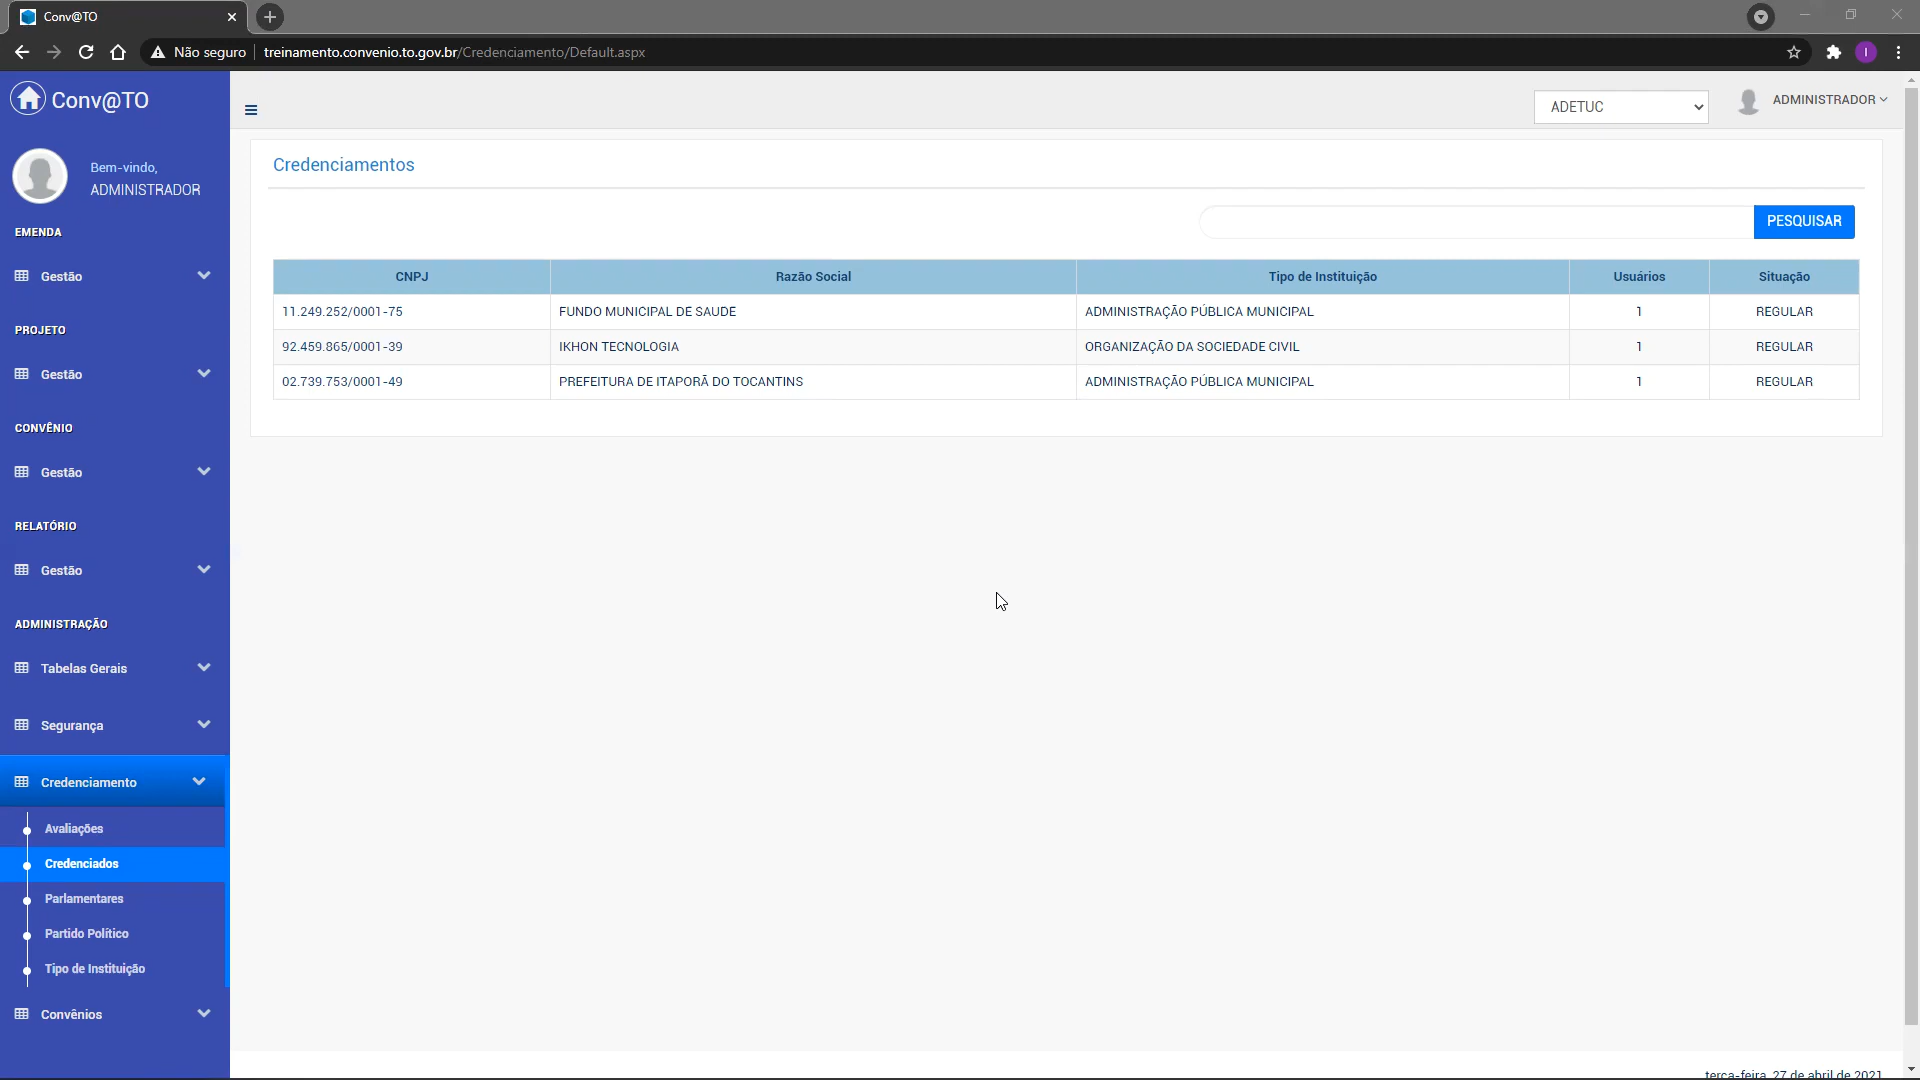 Conv@TO
Não seguro
treinamento.convenio.to.gov.br/Credenciamento/Default.aspx
I
Conv@TO
ADETUC
ADMINISTRADOR
Bem-vindo,
ADMINISTRADOR
EMENDA
Gestão
PROJETO
Gestão
CONVÊNIO
Gestão
RELATÓRIO
Gestão
ADMINISTRAÇÃO
Tabelas Gerais
Segurança
Credenciamento
Avaliações
Credenciados
Parlamentares
Partido Político
Tipo de Instituição
Convênios
Credenciamentos
PESQUISAR
CNPJ Razão Social Tipo de Instituição Usuários Situação
11.249.252/0001-75 FUNDO MUNICIPAL DE SAUDE ADMINISTRAÇÃO PÚBLICA MUNICIPAL 1 REGULAR
92.459.865/0001-39 IKHON TECNOLOGIA ORGANIZAÇÃO DA SOCIEDADE CIVIL 1 REGULAR
02.739.753/0001-49 PREFEITURA DE ITAPORÃ DO TOCANTINS ADMINISTRAÇÃO PÚBLICA MUNICIPAL 1 REGULAR
terça-feira, 27 de abril de 2021